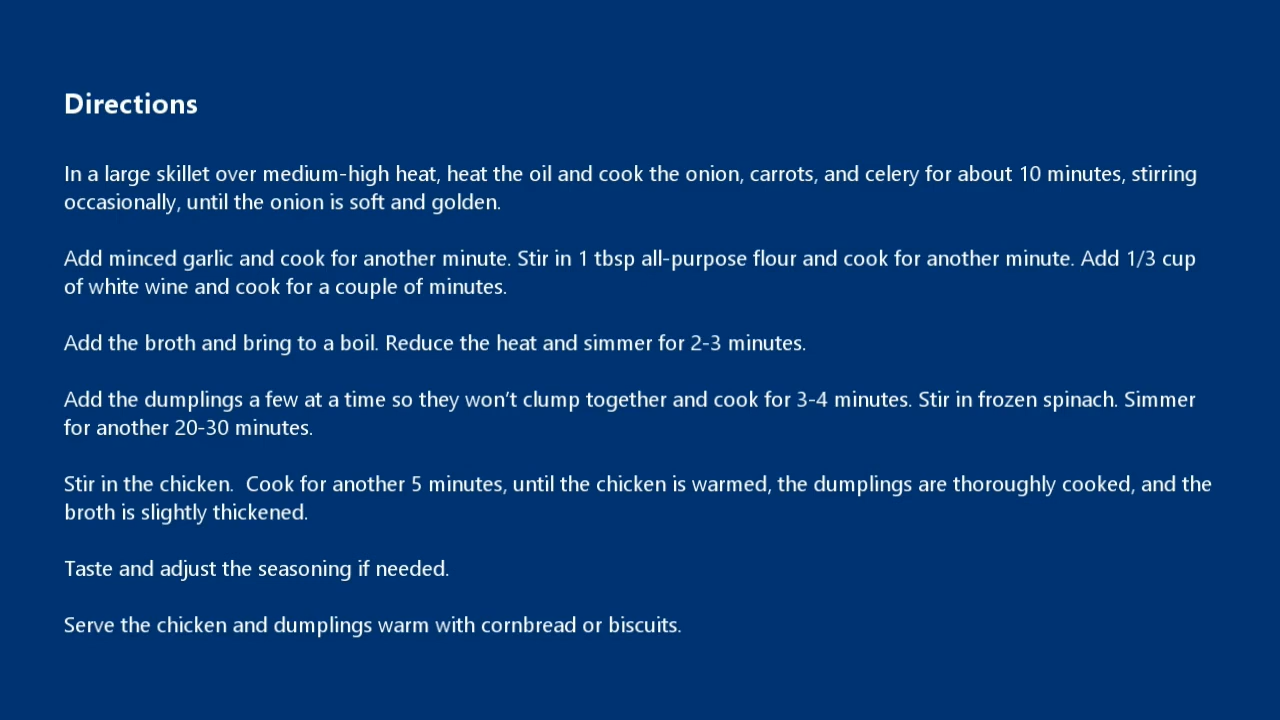 Directions
In a large skillet over medium-high heat, heat the oil and cook the onion, carrots, and celery for about 10 minutes, stirring
occasionally, until the onion is soft and golden.
Add minced garlic and cook for another minute. Stir in 1 tbsp all-purpose flour and cook for another minute. Add 1/3 cup
of white wine and cook for a couple of minutes.
Add the broth and bring to a boil. Reduce the heat and simmer for 2-3 minutes.
Add the dumplings a few at a time so they won’t clump together and cook for 3-4 minutes. Stir in frozen spinach. Simmer
for another 20-30 minutes.
Stir in the chicken.  Cook for another 5 minutes, until the chicken is warmed, the dumplings are thoroughly cooked, and the
broth is slightly thickened.
Taste and adjust the seasoning if needed.
Serve the chicken and dumplings warm with cornbread or biscuits.